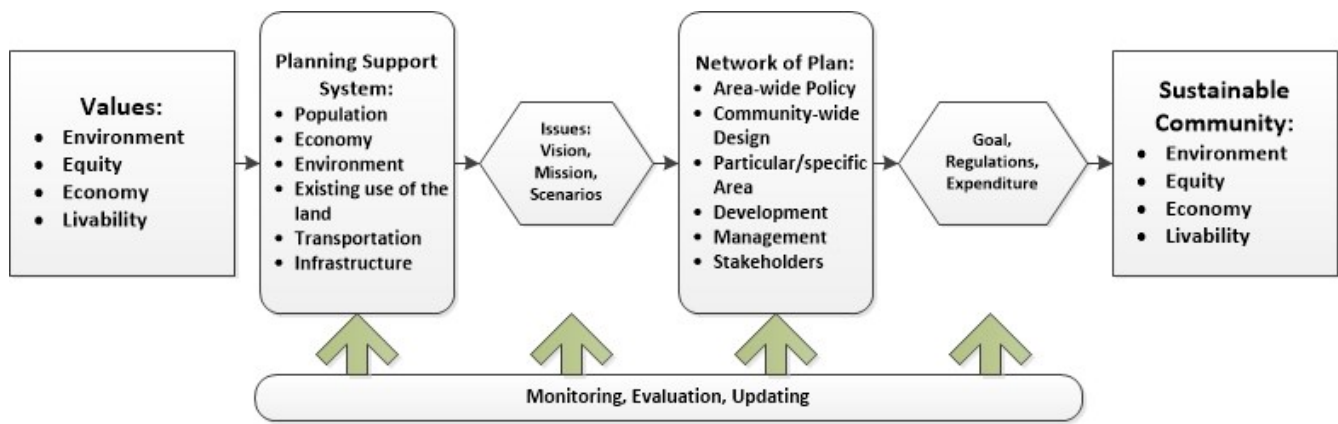 Values:
• Environment
• Equity
• Economy
• Livability
Planning Support
System:
• Population
• Economy
• Environment
• Existing use of the
land
• Transportation
• Infrastructure
Issues:
Vision,
Mission,
Scenarios
Network of Plan:
• Area-wide Policy
• Community-wide
Design
• Particular/specific
Area
• Development
• Management
• Stakeholders
Goal,
Regulations,
Expenditure
Sustainable
Community:
• Environment
• Equity
• Economy
• Livability
Monitoring, Evaluation, Updating